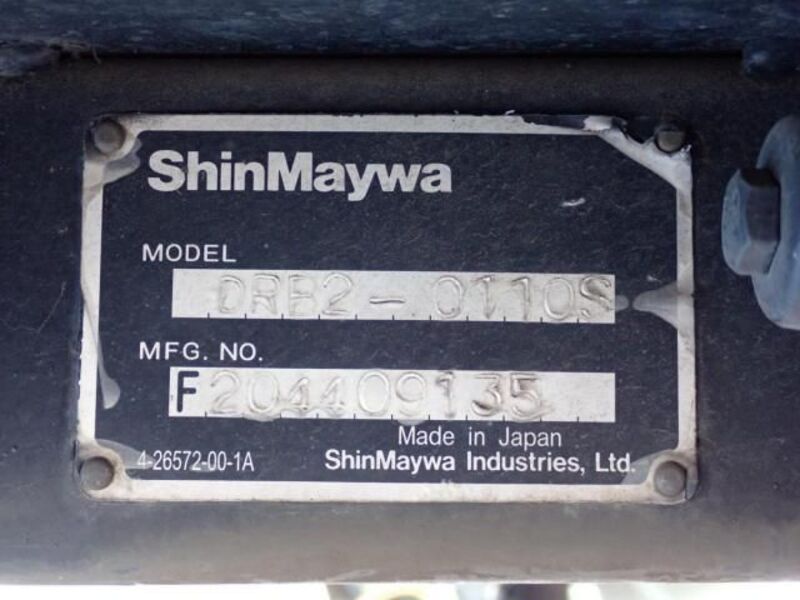 ShinMaywa
MODEL
DRB2-0110S
MFG. NO.
F204409135
Made in Japan
4-26572-00-1A ShinMaywa Industries, Ltd.